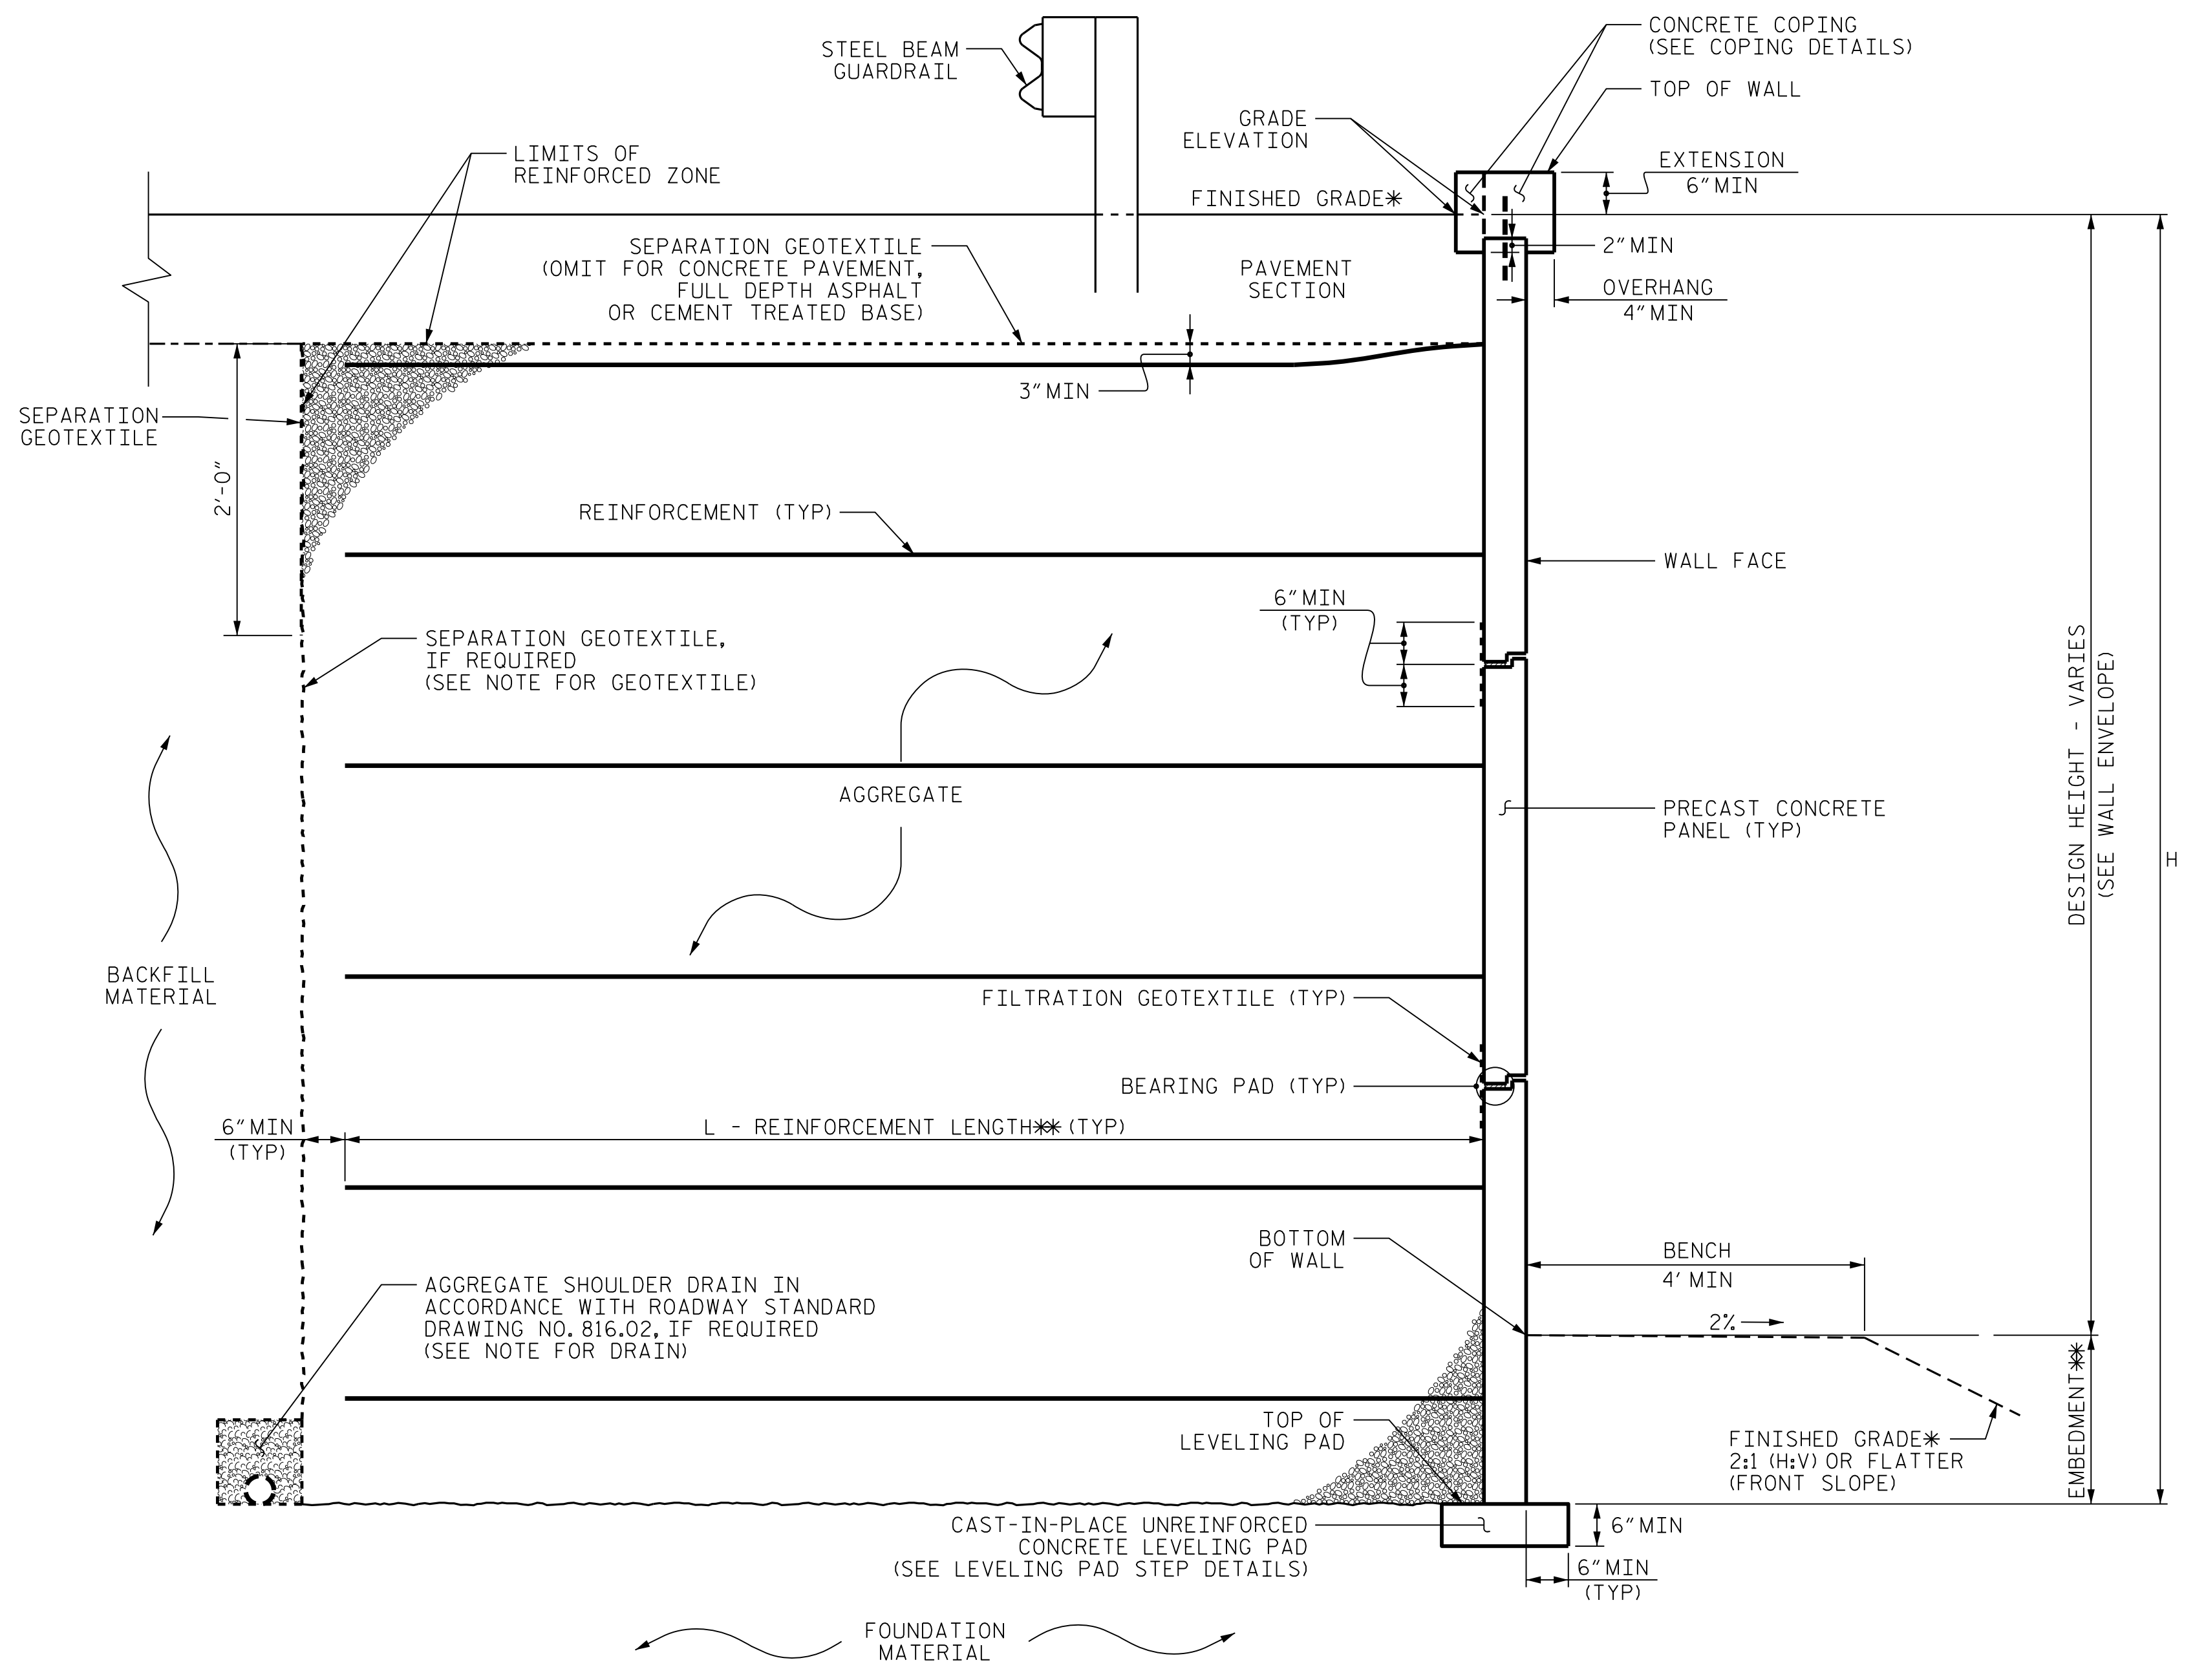 CONCRETE COPING
(SEE COPING DETAILS)
STEEL BEAM
GUARDRAIL
TOP OF WALL
GRADE
ELEVATION
LIMITS OF
REINFORCED ZONE
EXTENSION
6" MIN
FINISHED GRADE*
SEPARATION GEOTEXTILE
(OMIT FOR CONCRETE PAVEMENT,
FULL DEPTH ASPHALT
OR CEMENT TREATED BASE)
PAVEMENT
SECTION
2" MIN
OVERHANG
4" MIN
3" MIN
SEPARATION
GEOTEXTILE
2'-0"
REINFORCEMENT (TYP)
WALL FACE
6" MIN
(TYP)
SEPARATION GEOTEXTILE,
IF REQUIRED
(SEE NOTE FOR GEOTEXTILE)
DESIGN HEIGHT - VARIES
(SEE WALL ENVELOPE)
H
AGGREGATE
PRECAST CONCRETE
PANEL (TYP)
BACKFILL
MATERIAL
FILTRATION GEOTEXTILE (TYP)
BEARING PAD (TYP)
6" MIN
(TYP)
L - REINFORCEMENT LENGTH** (TYP)
BOTTOM
OF WALL
BENCH
4' MIN
2%
AGGREGATE SHOULDER DRAIN IN
ACCORDANCE WITH ROADWAY STANDARD
DRAWING NO. 816.02, IF REQUIRED
(SEE NOTE FOR DRAIN)
EMBEDMENT**
TOP OF
LEVELING PAD
FINISHED GRADE*
2:1 (H:V) OR FLATTER
(FRONT SLOPE)
CAST-IN-PLACE UNREINFORCED
CONCRETE LEVELING PAD
(SEE LEVELING PAD STEP DETAILS)
6" MIN
6" MIN
(TYP)
FOUNDATION
MATERIAL